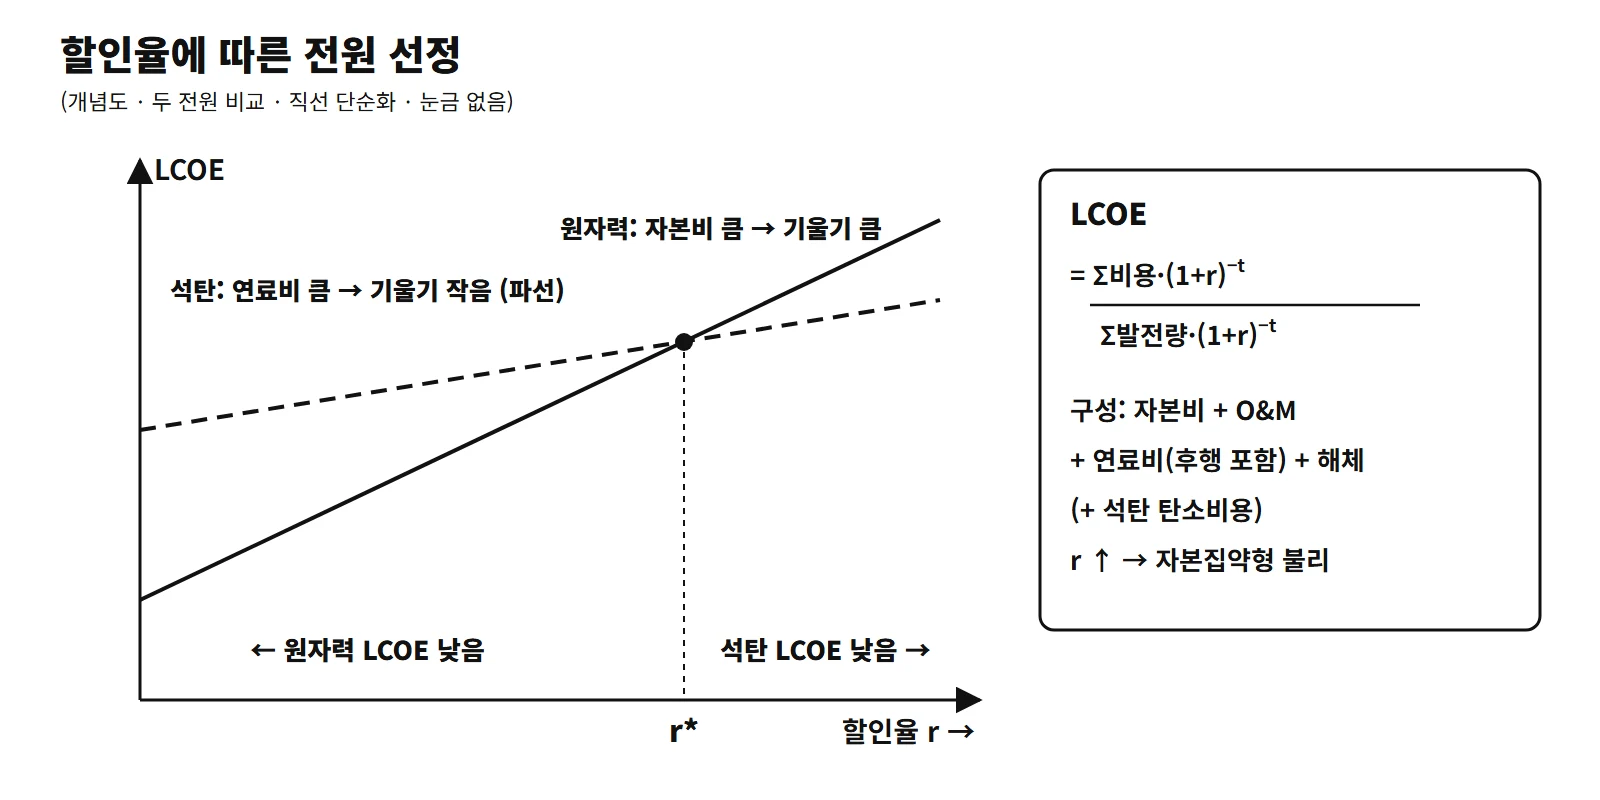 할인율에 따른 전원 선정
(개념도 · 두 전원 비교 · 직선 단순화 · 눈금 없음)
LCOE
원자력: 자본비 큼 → 기울기 큼
석탄: 연료비 큼 → 기울기 작음 (파선)
← 원자력 LCOE 낮음
석탄 LCOE 낮음 →
r*
할인율 r →
LCOE
= Σ비용·(1+r)⁻ᵗ
Σ발전량·(1+r)⁻ᵗ
구성: 자본비 + O&M
+ 연료비(후행 포함) + 해체
(+ 석탄 탄소비용)
r ↑ → 자본집약형 불리